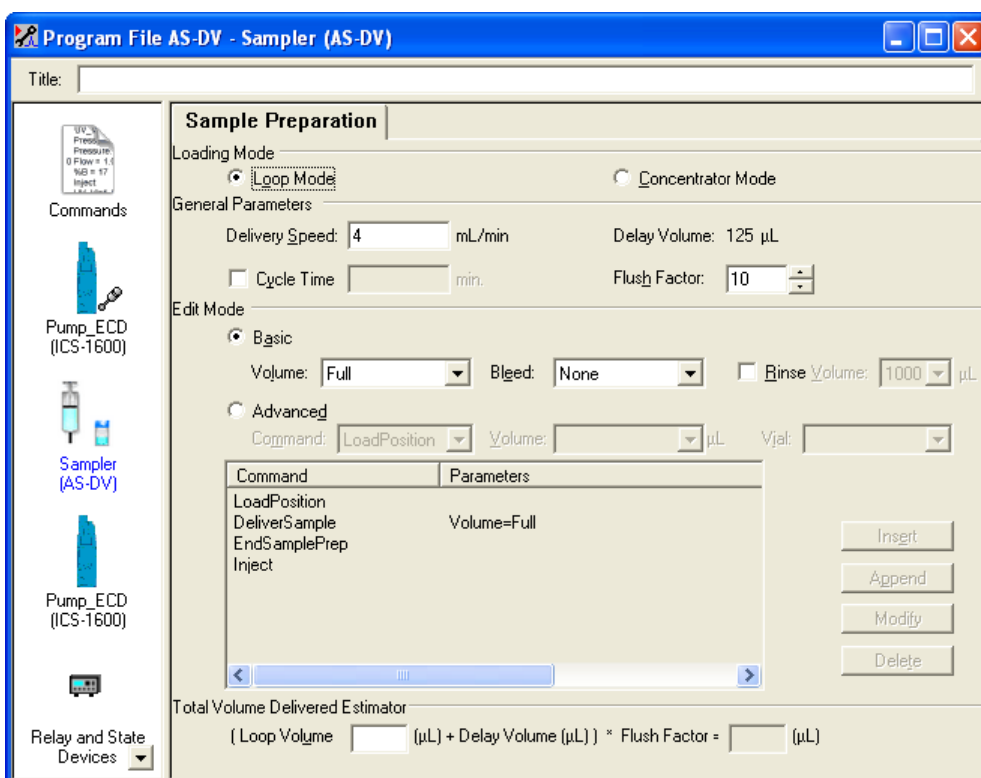 Program File AS-DV - Sampler (AS-DV)
Title:
Commands
Pump_ECD
(ICS-1600)
Sampler
(AS-DV)
Pump_ECD
(ICS-1600)
Relay and State
Devices
Sample Preparation
Loading Mode
Loop Mode Concentrator Mode
General Parameters
Delivery Speed: 4 mL/min Delay Volume: 125 µL
Cycle Time min. Flush Factor: 10
Edit Mode
Basic
Volume: Full Bleed: None Rinse Volume: 1000 µL
Advanced
Command: LoadPosition Volume: µL Vial:
Command Parameters
LoadPosition
DeliverSample Volume=Full
EndSamplePrep
Inject
Insert
Append
Modify
Delete
Total Volume Delivered Estimator
( Loop Volume (µL) + Delay Volume (µL) ) * Flush Factor = (µL)